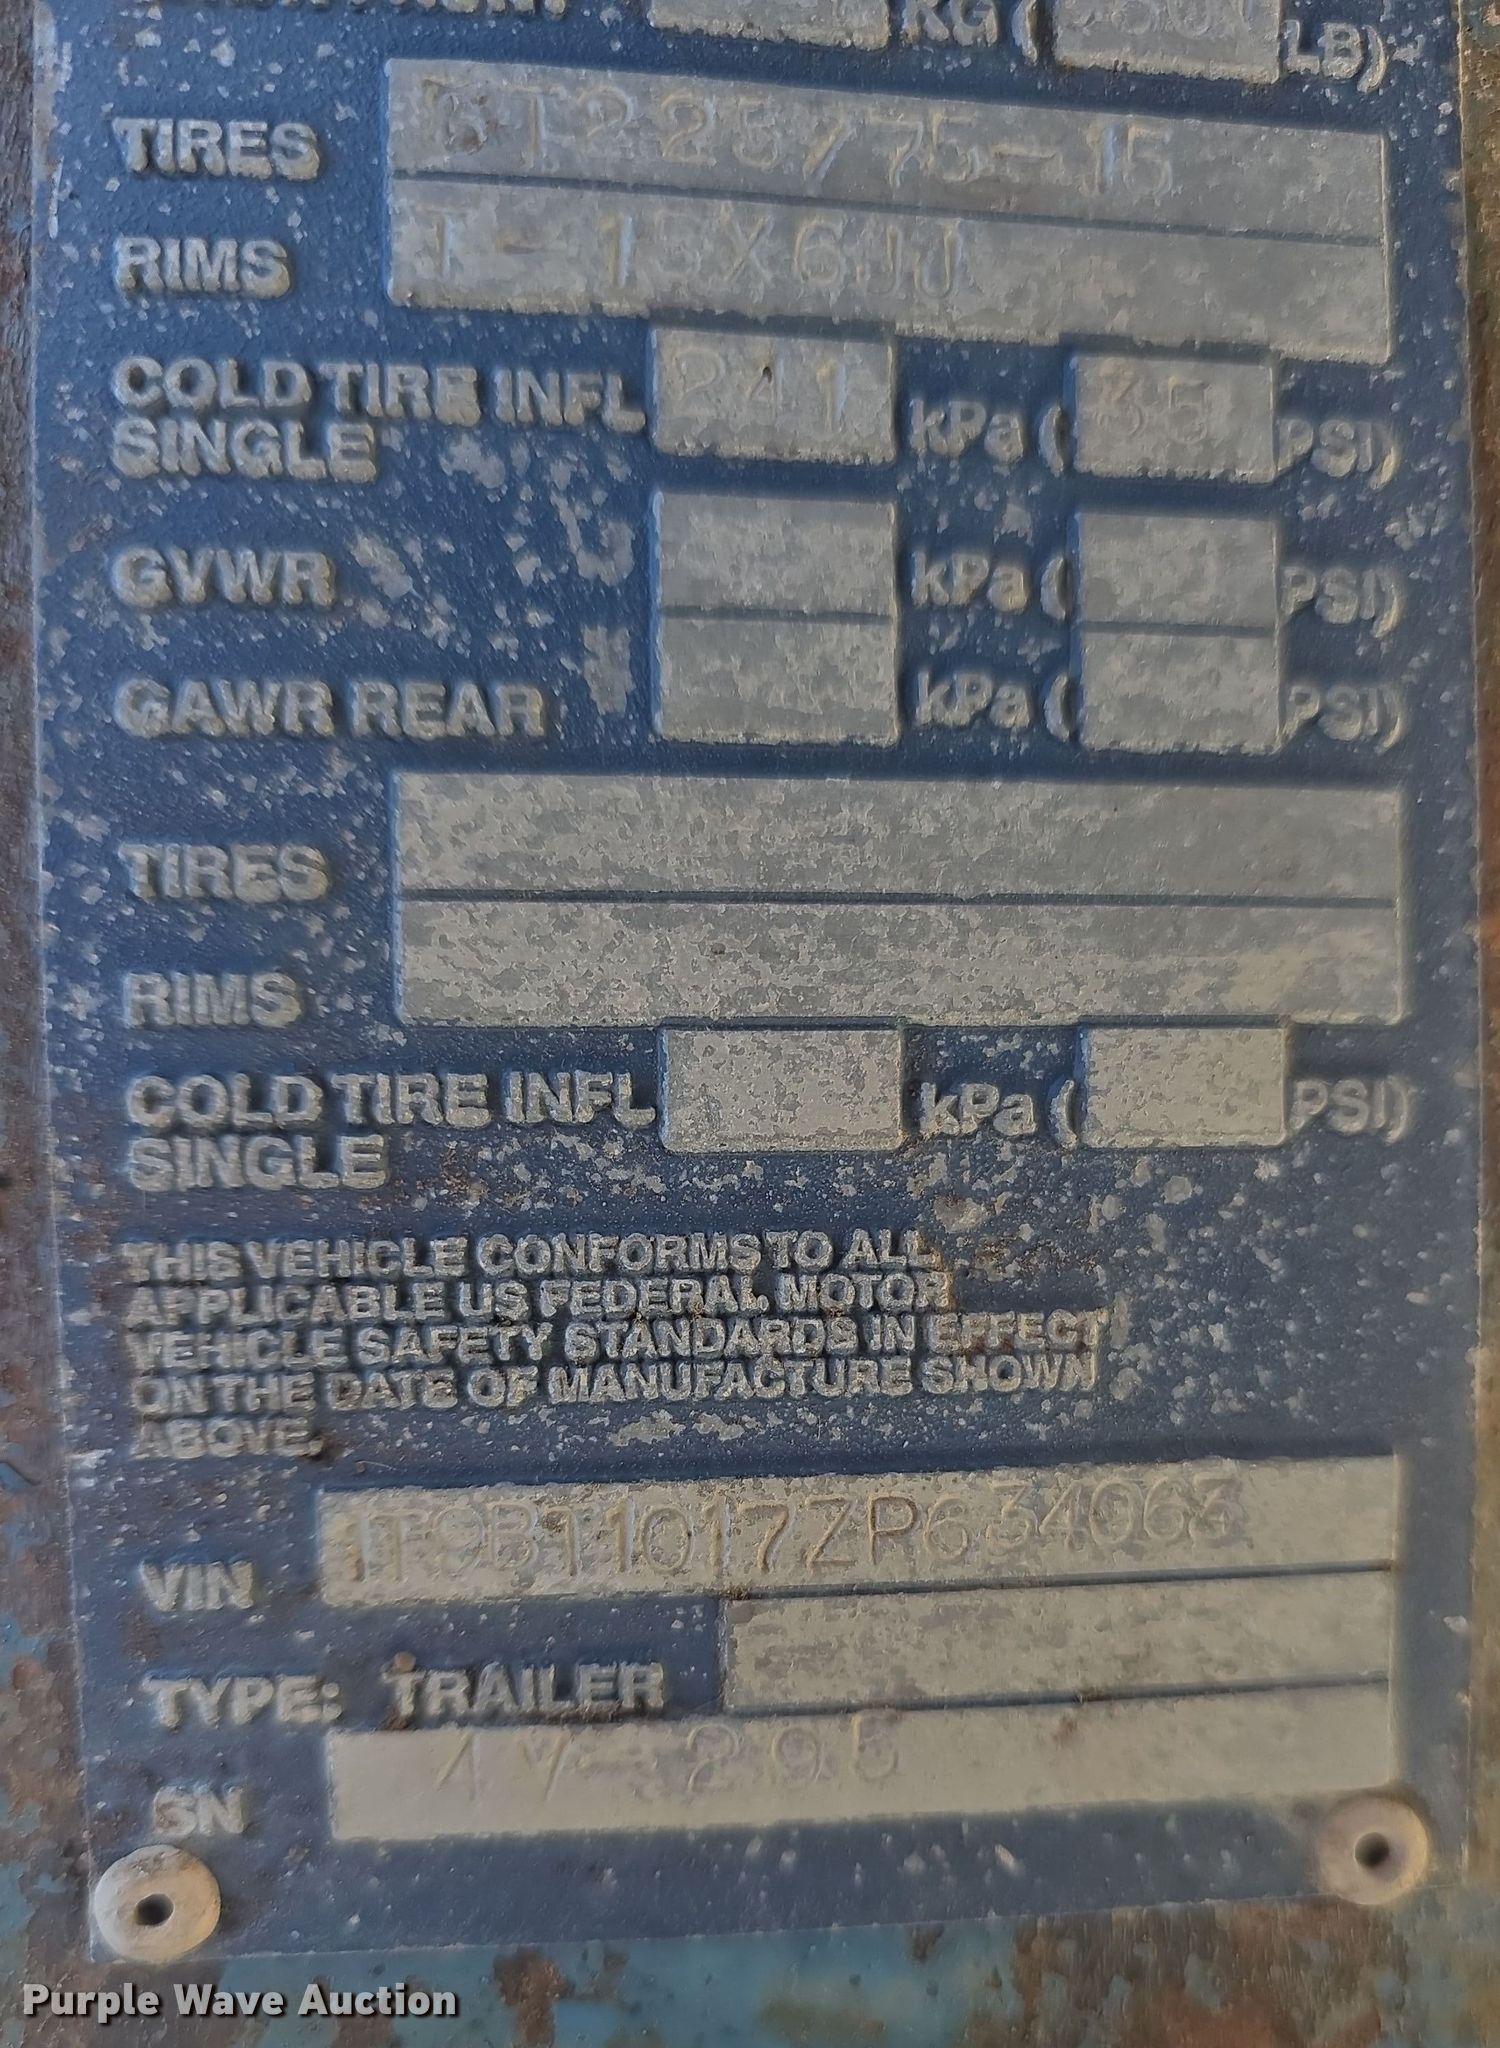 KG ( LB)
TIRES ST225/75-15
RIMS T-15X6JJ
COLD TIRE INFL 241 kPa ( 35 PSI)
SINGLE
GVWR kPa ( PSI)
GAWR REAR kPa ( PSI)
TIRES
RIMS
COLD TIRE INFL kPa ( PSI)
SINGLE
THIS VEHICLE CONFORMS TO ALL
APPLICABLE US FEDERAL MOTOR
VEHICLE SAFETY STANDARDS IN EFFECT
ON THE DATE OF MANUFACTURE SHOWN
ABOVE.
VIN 1T9BT1017ZP634063
TYPE: TRAILER
SN
Purple Wave Auction